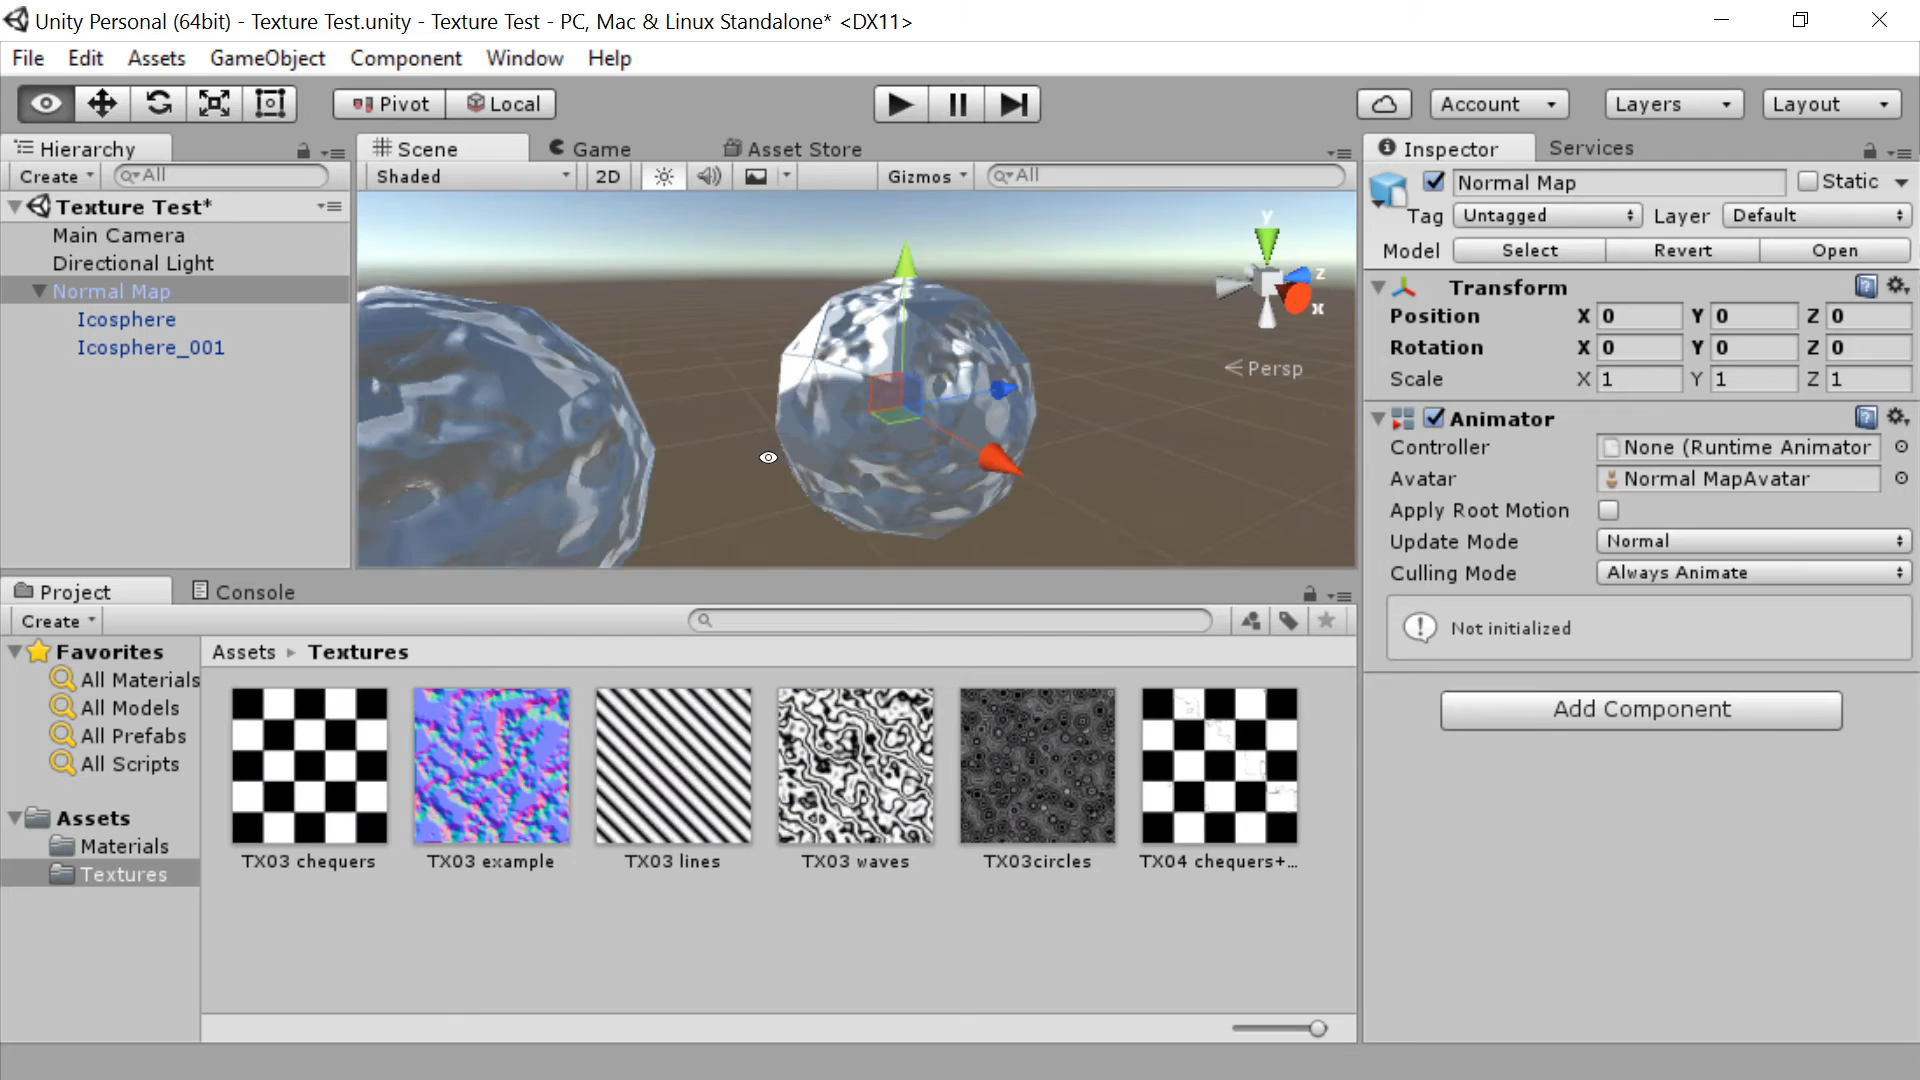 Unity Personal (64bit) - Texture Test.unity - Texture Test - PC, Mac & Linux Standalone* <DX11>
File Edit Assets GameObject Component Window Help
Pivot Local Account Layers Layout
Hierarchy
Create All
Texture Test*
Main Camera
Directional Light
Normal Map
Icosphere
Icosphere_001
Scene Game Asset Store
Shaded 2D Gizmos All
y
z
x
Persp
Inspector Services
Normal Map Static
Tag Untagged Layer Default
Model Select Revert Open
Transform
Position X 0 Y 0 Z 0
Rotation X 0 Y 0 Z 0
Scale X 1 Y 1 Z 1
Animator
Controller None (Runtime Animator
Avatar Normal MapAvatar
Apply Root Motion
Update Mode Normal
Culling Mode Always Animate
Not initialized
Add Component
Project Console
Create
Favorites
All Materials
All Models
All Prefabs
All Scripts
Assets
Materials
Textures
Assets Textures
TX03 chequers TX03 example TX03 lines TX03 waves TX03circles TX04 chequers+...